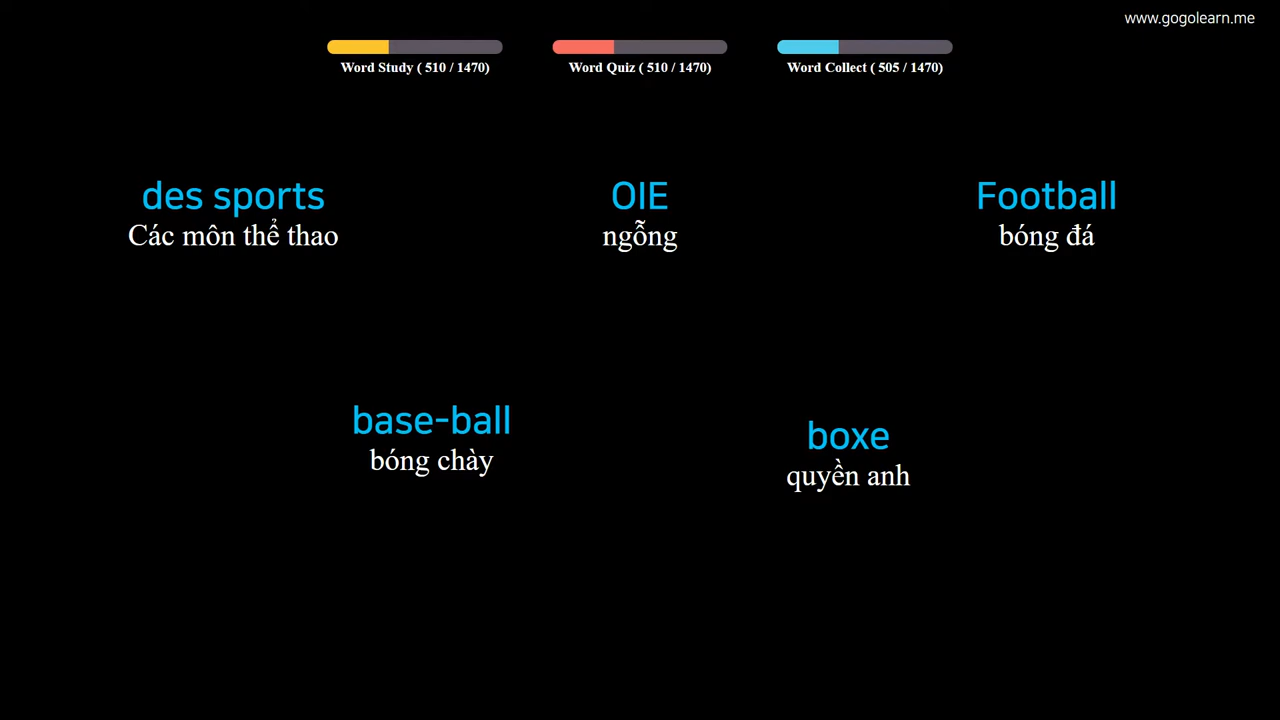 www.gogolearn.me
Word Study ( 510 / 1470)
Word Quiz ( 510 / 1470)
Word Collect ( 505 / 1470)
des sports
Các môn thể thao
OIE
ngỗng
Football
bóng đá
base-ball
bóng chày
boxe
quyền anh